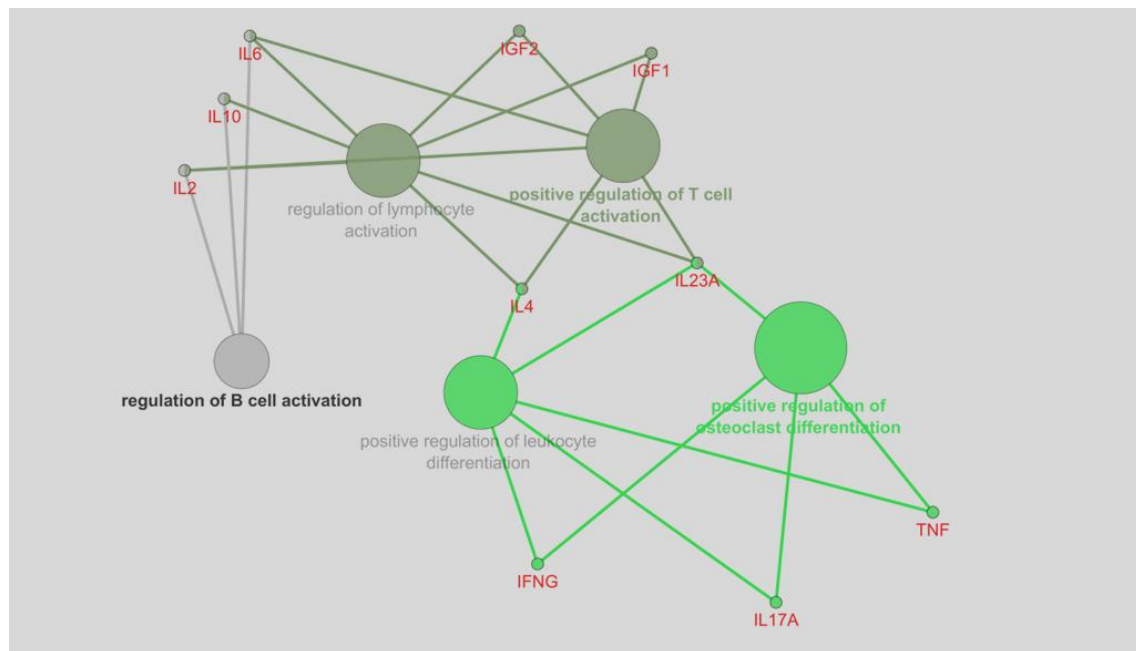 IL6
IGF2
IGF1
IL10
IL2
regulation of lymphocyte
activation
positive regulation of T cell
activation
IL23A
IL4
regulation of B cell activation
positive regulation of
osteoclast differentiation
positive regulation of leukocyte
differentiation
TNF
IFNG
IL17A